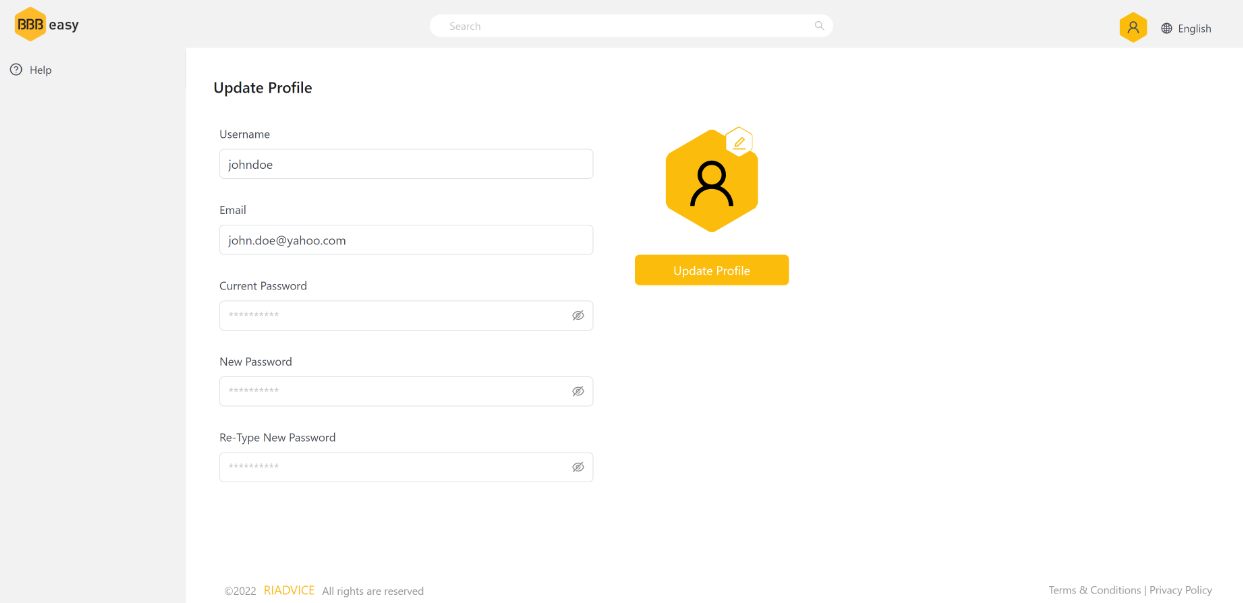 BBB easy
Search
English
Help
Update Profile
Username
johndoe
Email
john.doe@yahoo.com
Update Profile
Current Password
**********
New Password
**********
Re-Type New Password
**********
©2022 RIADVICE All rights are reserved
Terms & Conditions | Privacy Policy